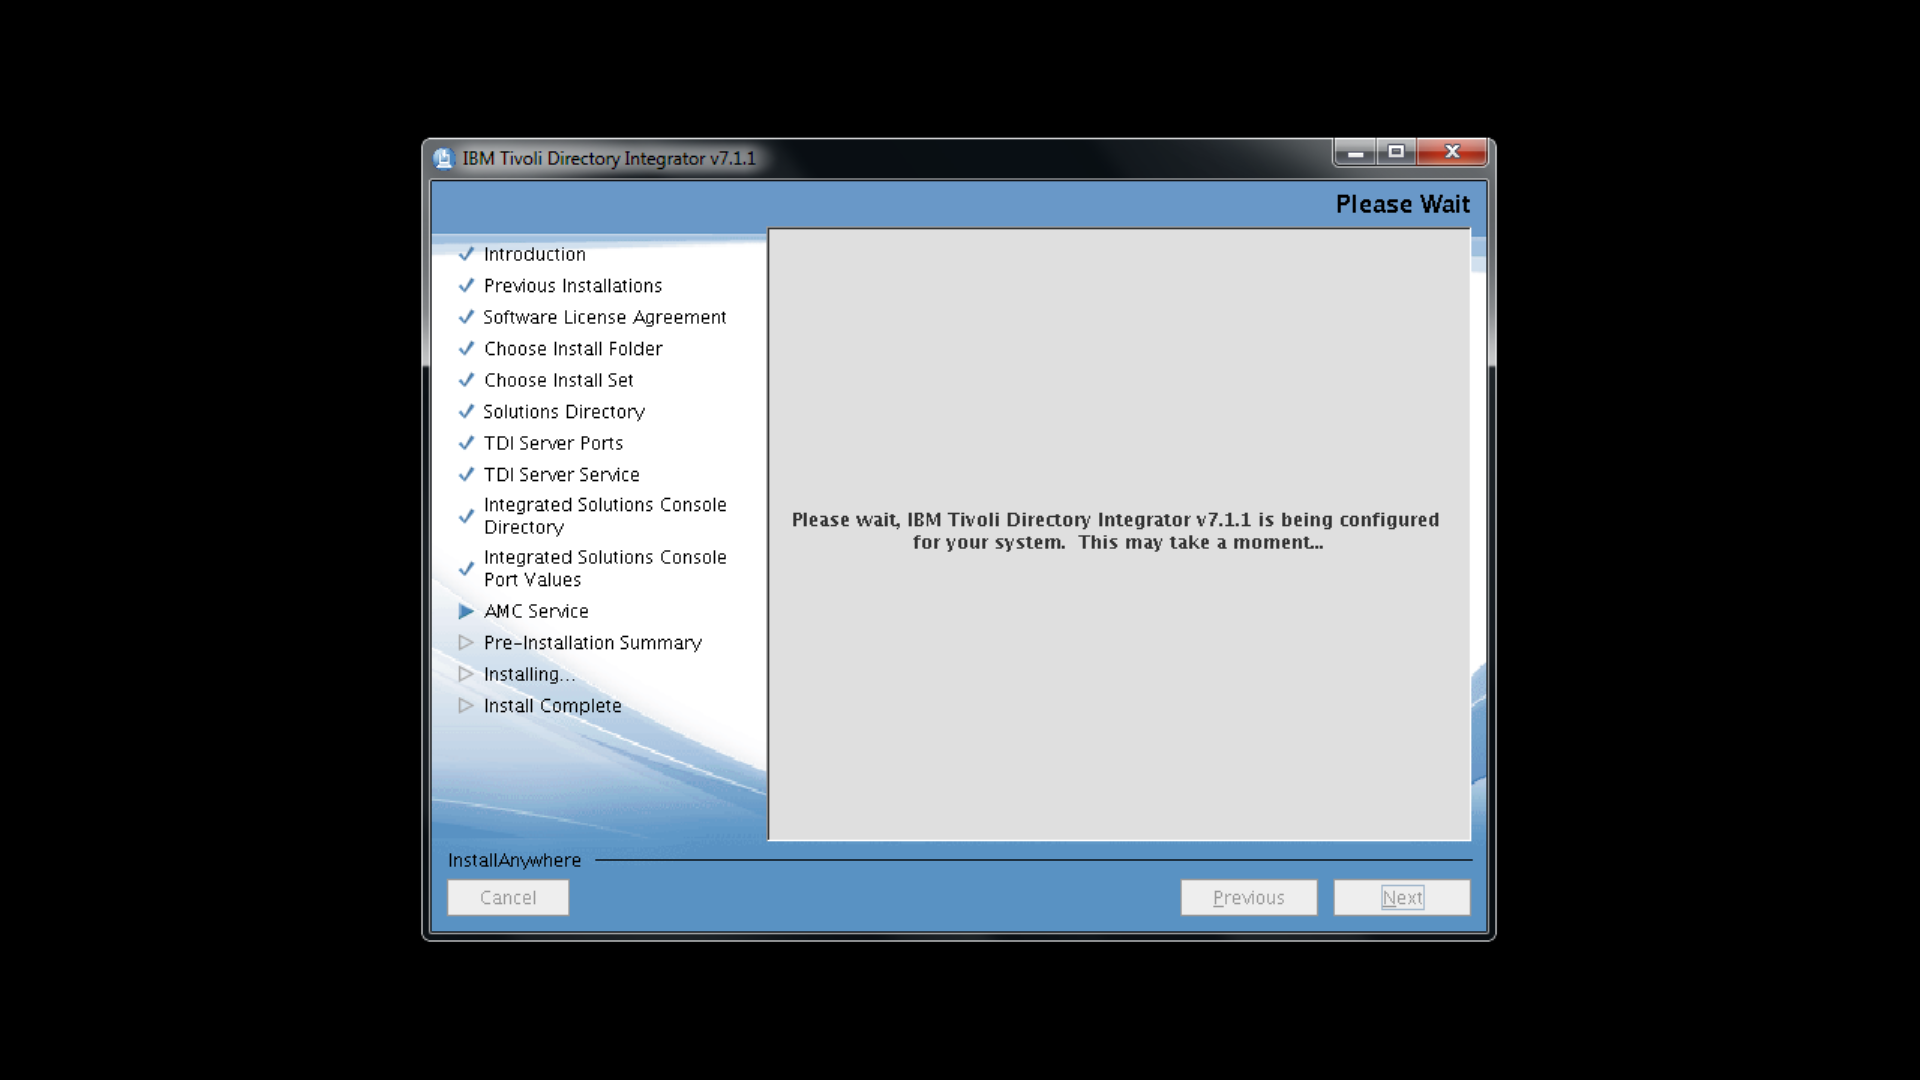 IBM Tivoli Directory Integrator v7.1.1
Please Wait
Introduction
Previous Installations
Software License Agreement
Choose Install Folder
Choose Install Set
Solutions Directory
TDI Server Ports
TDI Server Service
Integrated Solutions Console
Directory
Integrated Solutions Console
Port Values
AMC Service
Pre-Installation Summary
Installing...
Install Complete
Please wait, IBM Tivoli Directory Integrator v7.1.1 is being configured
for your system.  This may take a moment...
InstallAnywhere
Cancel
Previous
Next